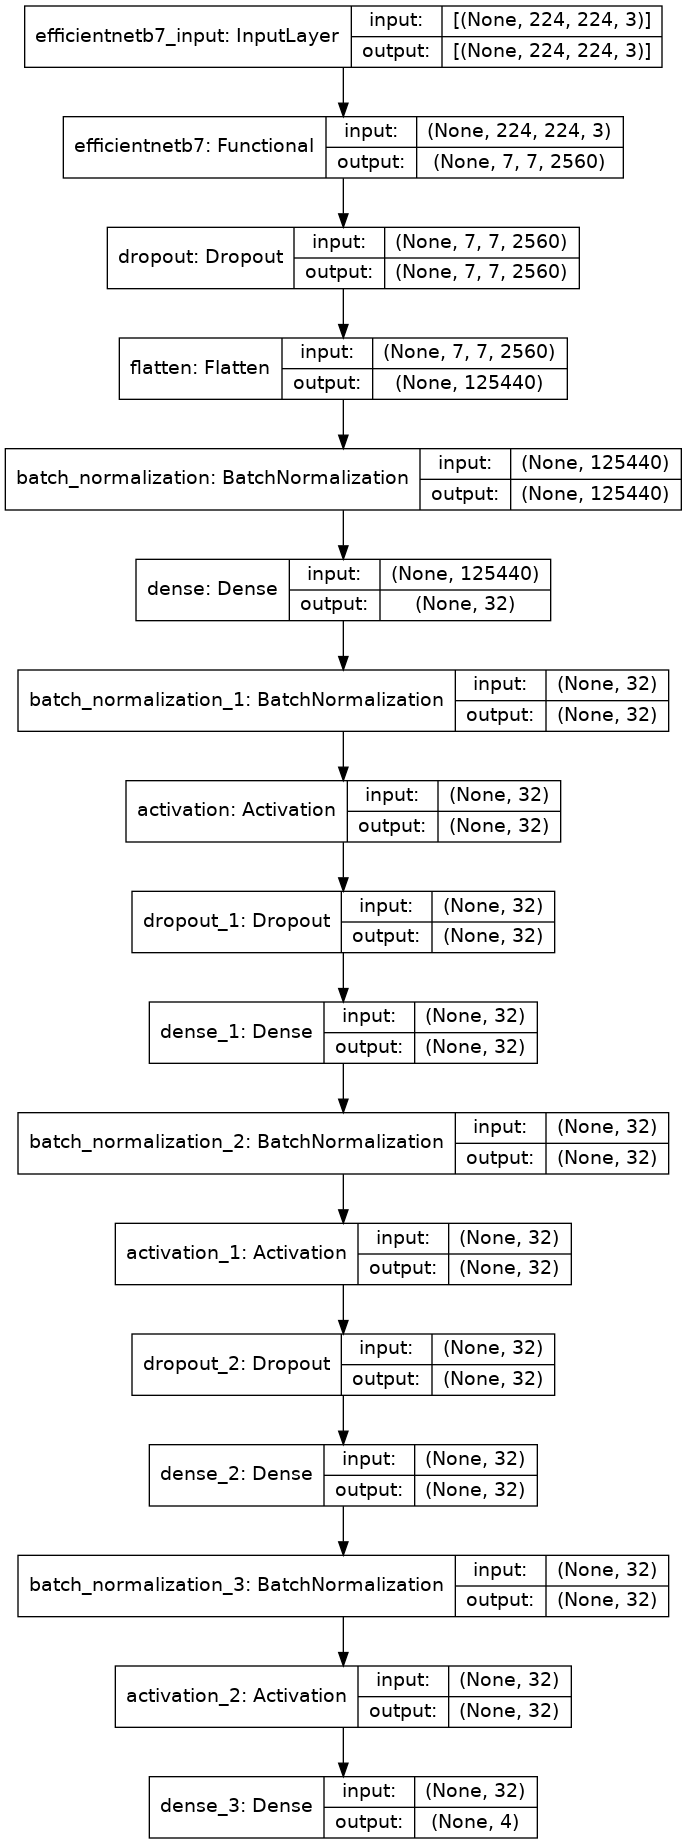 efficientnetb7_input: InputLayer
input: [(None, 224, 224, 3)]
output: [(None, 224, 224, 3)]
efficientnetb7: Functional
input: (None, 224, 224, 3)
output: (None, 7, 7, 2560)
dropout: Dropout
input: (None, 7, 7, 2560)
output: (None, 7, 7, 2560)
flatten: Flatten
input: (None, 7, 7, 2560)
output: (None, 125440)
batch_normalization: BatchNormalization
input: (None, 125440)
output: (None, 125440)
dense: Dense
input: (None, 125440)
output: (None, 32)
batch_normalization_1: BatchNormalization
input: (None, 32)
output: (None, 32)
activation: Activation
input: (None, 32)
output: (None, 32)
dropout_1: Dropout
input: (None, 32)
output: (None, 32)
dense_1: Dense
input: (None, 32)
output: (None, 32)
batch_normalization_2: BatchNormalization
input: (None, 32)
output: (None, 32)
activation_1: Activation
input: (None, 32)
output: (None, 32)
dropout_2: Dropout
input: (None, 32)
output: (None, 32)
dense_2: Dense
input: (None, 32)
output: (None, 32)
batch_normalization_3: BatchNormalization
input: (None, 32)
output: (None, 32)
activation_2: Activation
input: (None, 32)
output: (None, 32)
dense_3: Dense
input: (None, 32)
output: (None, 4)